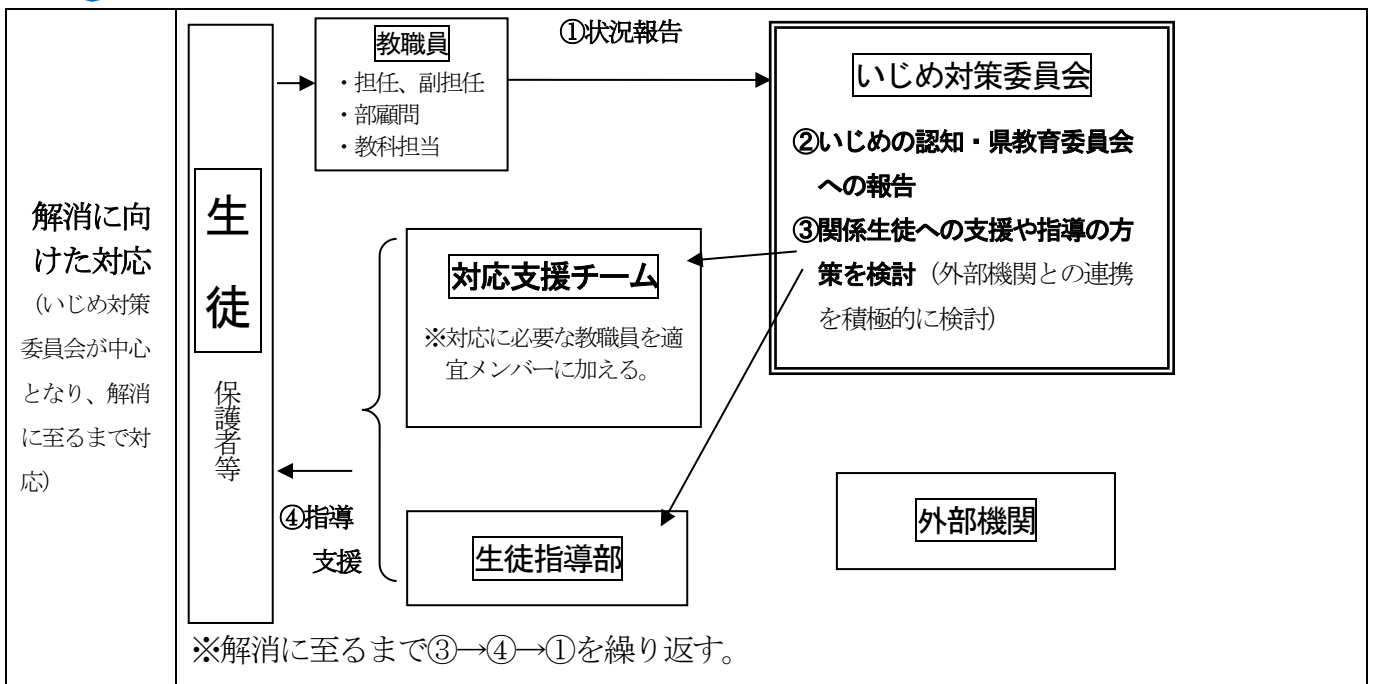 解消に向
けた対応
(いじめ対策
委員会が中心
となり、解消
に至るまで対
応)
生徒
保護者等
教職員
・担任、副担任
・部顧問
・教科担当
①状況報告
いじめ対策委員会
②いじめの認知・県教育委員会
への報告
③関係生徒への支援や指導の方
策を検討（外部機関との連携
を積極的に検討）
対応支援チーム
※対応に必要な教職員を適
宜メンバーに加える。
④指導
支援
生徒指導部
外部機関
※解消に至るまで③→④→①を繰り返す。